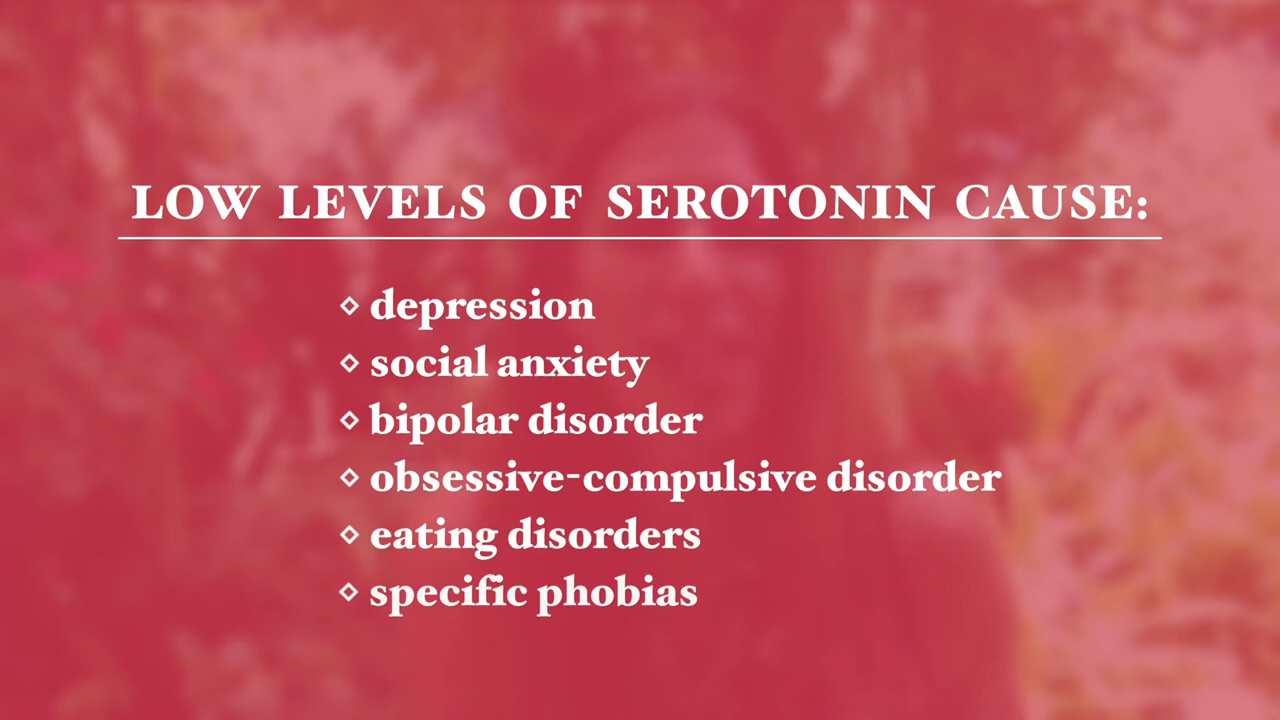 LOW LEVELS OF SEROTONIN CAUSE:
◇ depression
◇ social anxiety
◇ bipolar disorder
◇ obsessive-compulsive disorder
◇ eating disorders
◇ specific phobias